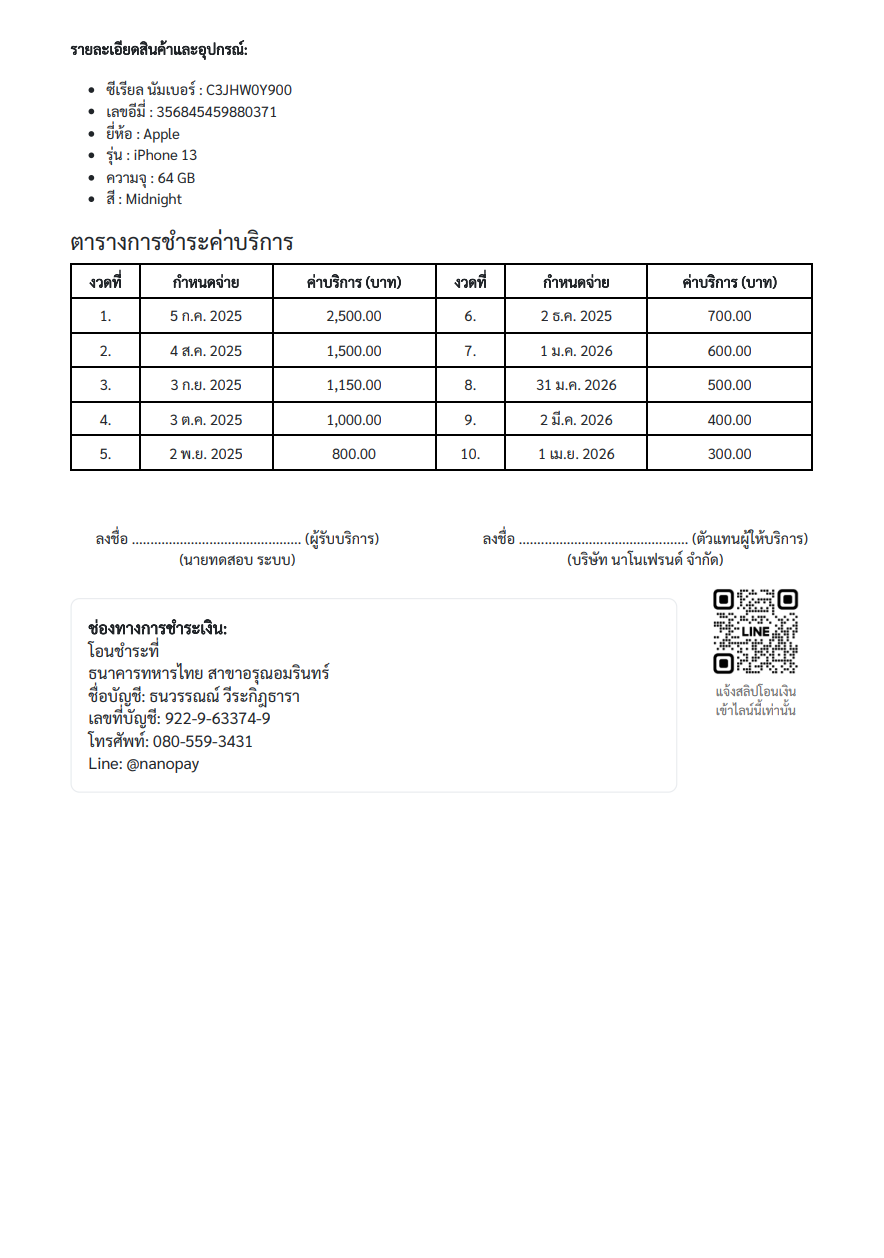 รายละเอียดสินค้าและอุปกรณ์:
• ซีเรียล นัมเบอร์ : C3JHW0Y900
• เลขอีมี่ : 356845459880371
• ยี่ห้อ : Apple
• รุ่น : iPhone 13
• ความจุ : 64 GB
• สี : Midnight
ตารางการชำระค่าบริการ
งวดที่ กำหนดจ่าย ค่าบริการ (บาท) งวดที่ กำหนดจ่าย ค่าบริการ (บาท)
1. 5 ก.ค. 2025 2,500.00 6. 2 ธ.ค. 2025 700.00
2. 4 ส.ค. 2025 1,500.00 7. 1 ม.ค. 2026 600.00
3. 3 ก.ย. 2025 1,150.00 8. 31 ม.ค. 2026 500.00
4. 3 ต.ค. 2025 1,000.00 9. 2 มี.ค. 2026 400.00
5. 2 พ.ย. 2025 800.00 10. 1 เม.ย. 2026 300.00
ลงชื่อ .............................................. (ผู้รับบริการ) ลงชื่อ .............................................. (ตัวแทนผู้ให้บริการ)
(นายทดสอบ ระบบ) (บริษัท นาโนเฟรนด์ จำกัด)
ช่องทางการชำระเงิน:
โอนชำระที่
ธนาคารทหารไทย สาขาอรุณอมรินทร์
ชื่อบัญชี: ธนวรรณณ์ วีระกิฎธารา
เลขที่บัญชี: 922-9-63374-9
โทรศัพท์: 080-559-3431
Line: @nanopay
LINE
แจ้งสลิปโอนเงิน
เข้าไลน์นี้เท่านั้น